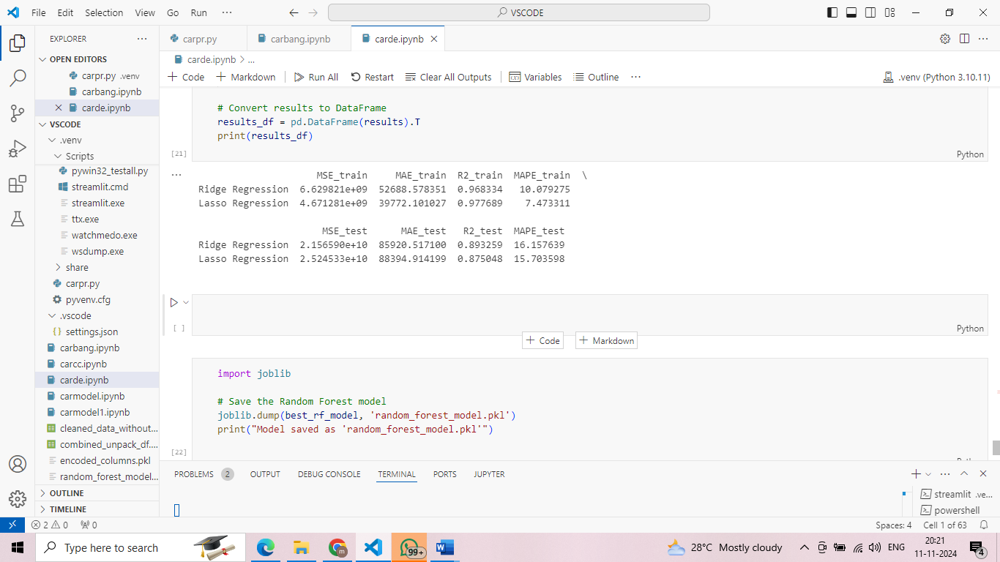 File Edit Selection View Go Run ··· VSCODE
EXPLORER ···
OPEN EDITORS
carpr.py .venv
carbang.ipynb
carde.ipynb
VSCODE
.venv
Scripts
pywin32_testall.py
streamlit.cmd
streamlit.exe
ttx.exe
watchmedo.exe
wsdump.exe
share
carpr.py
pyvenv.cfg
.vscode
settings.json
carbang.ipynb
carcc.ipynb
carde.ipynb
carmodel.ipynb
carmodel1.ipynb
cleaned_data_without...
combined_unpack_df....
encoded_columns.pkl
random_forest_model...
OUTLINE
TIMELINE
carpr.py carbang.ipynb carde.ipynb
carde.ipynb > ...
+ Code + Markdown Run All Restart Clear All Outputs Variables Outline ··· .venv (Python 3.10.11)
# Convert results to DataFrame
results_df = pd.DataFrame(results).T
print(results_df)
[21] Python
MSE_train MAE_train R2_train MAPE_train \
Ridge Regression 6.629821e+09 52688.578351 0.968334 10.079275
Lasso Regression 4.671281e+09 39772.101027 0.977689 7.473311
MSE_test MAE_test R2_test MAPE_test
Ridge Regression 2.156590e+10 85920.517100 0.893259 16.157639
Lasso Regression 2.524533e+10 88394.914199 0.875048 15.703598
[ ] Python
+ Code + Markdown
import joblib
# Save the Random Forest model
joblib.dump(best_rf_model, 'random_forest_model.pkl')
print("Model saved as 'random_forest_model.pkl'")
[22]
PROBLEMS 2 OUTPUT DEBUG CONSOLE TERMINAL PORTS JUPYTER
streamlit .ve...
powershell
2 0 0 Spaces: 4 Cell 1 of 63
Type here to search 99+ 28°C Mostly cloudy ENG 20:21
11-11-2024 4